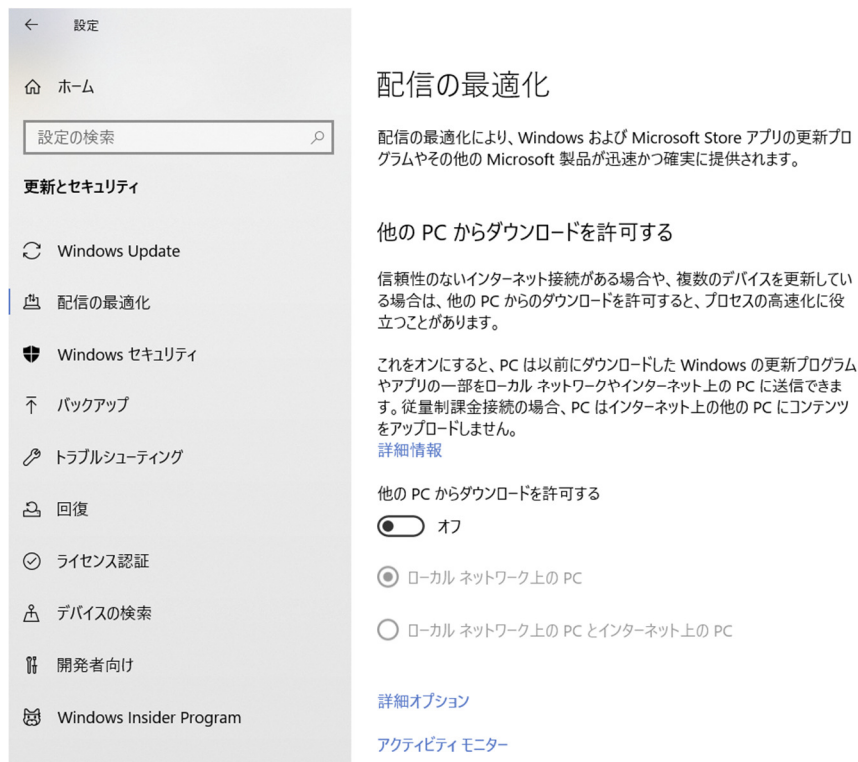 設定
ホーム
設定の検索
更新とセキュリティ
Windows Update
配信の最適化
Windows セキュリティ
バックアップ
トラブルシューティング
回復
ライセンス認証
デバイスの検索
開発者向け
Windows Insider Program
配信の最適化
配信の最適化により、Windows および Microsoft Store アプリの更新プロ
グラムやその他の Microsoft 製品が迅速かつ確実に提供されます。
他の PC からダウンロードを許可する
信頼性のないインターネット接続がある場合や、複数のデバイスを更新してい
る場合は、他の PC からのダウンロードを許可すると、プロセスの高速化に役
立つことがあります。
これをオンにすると、PC は以前にダウンロードした Windows の更新プログラム
やアプリの一部をローカル ネットワークやインターネット上の PC に送信できま
す。従量制課金接続の場合、PC はインターネット上の他の PC にコンテンツ
をアップロードしません。
詳細情報
他の PC からダウンロードを許可する
オフ
ローカル ネットワーク上の PC
ローカル ネットワーク上の PC とインターネット上の PC
詳細オプション
アクティビティ モニター